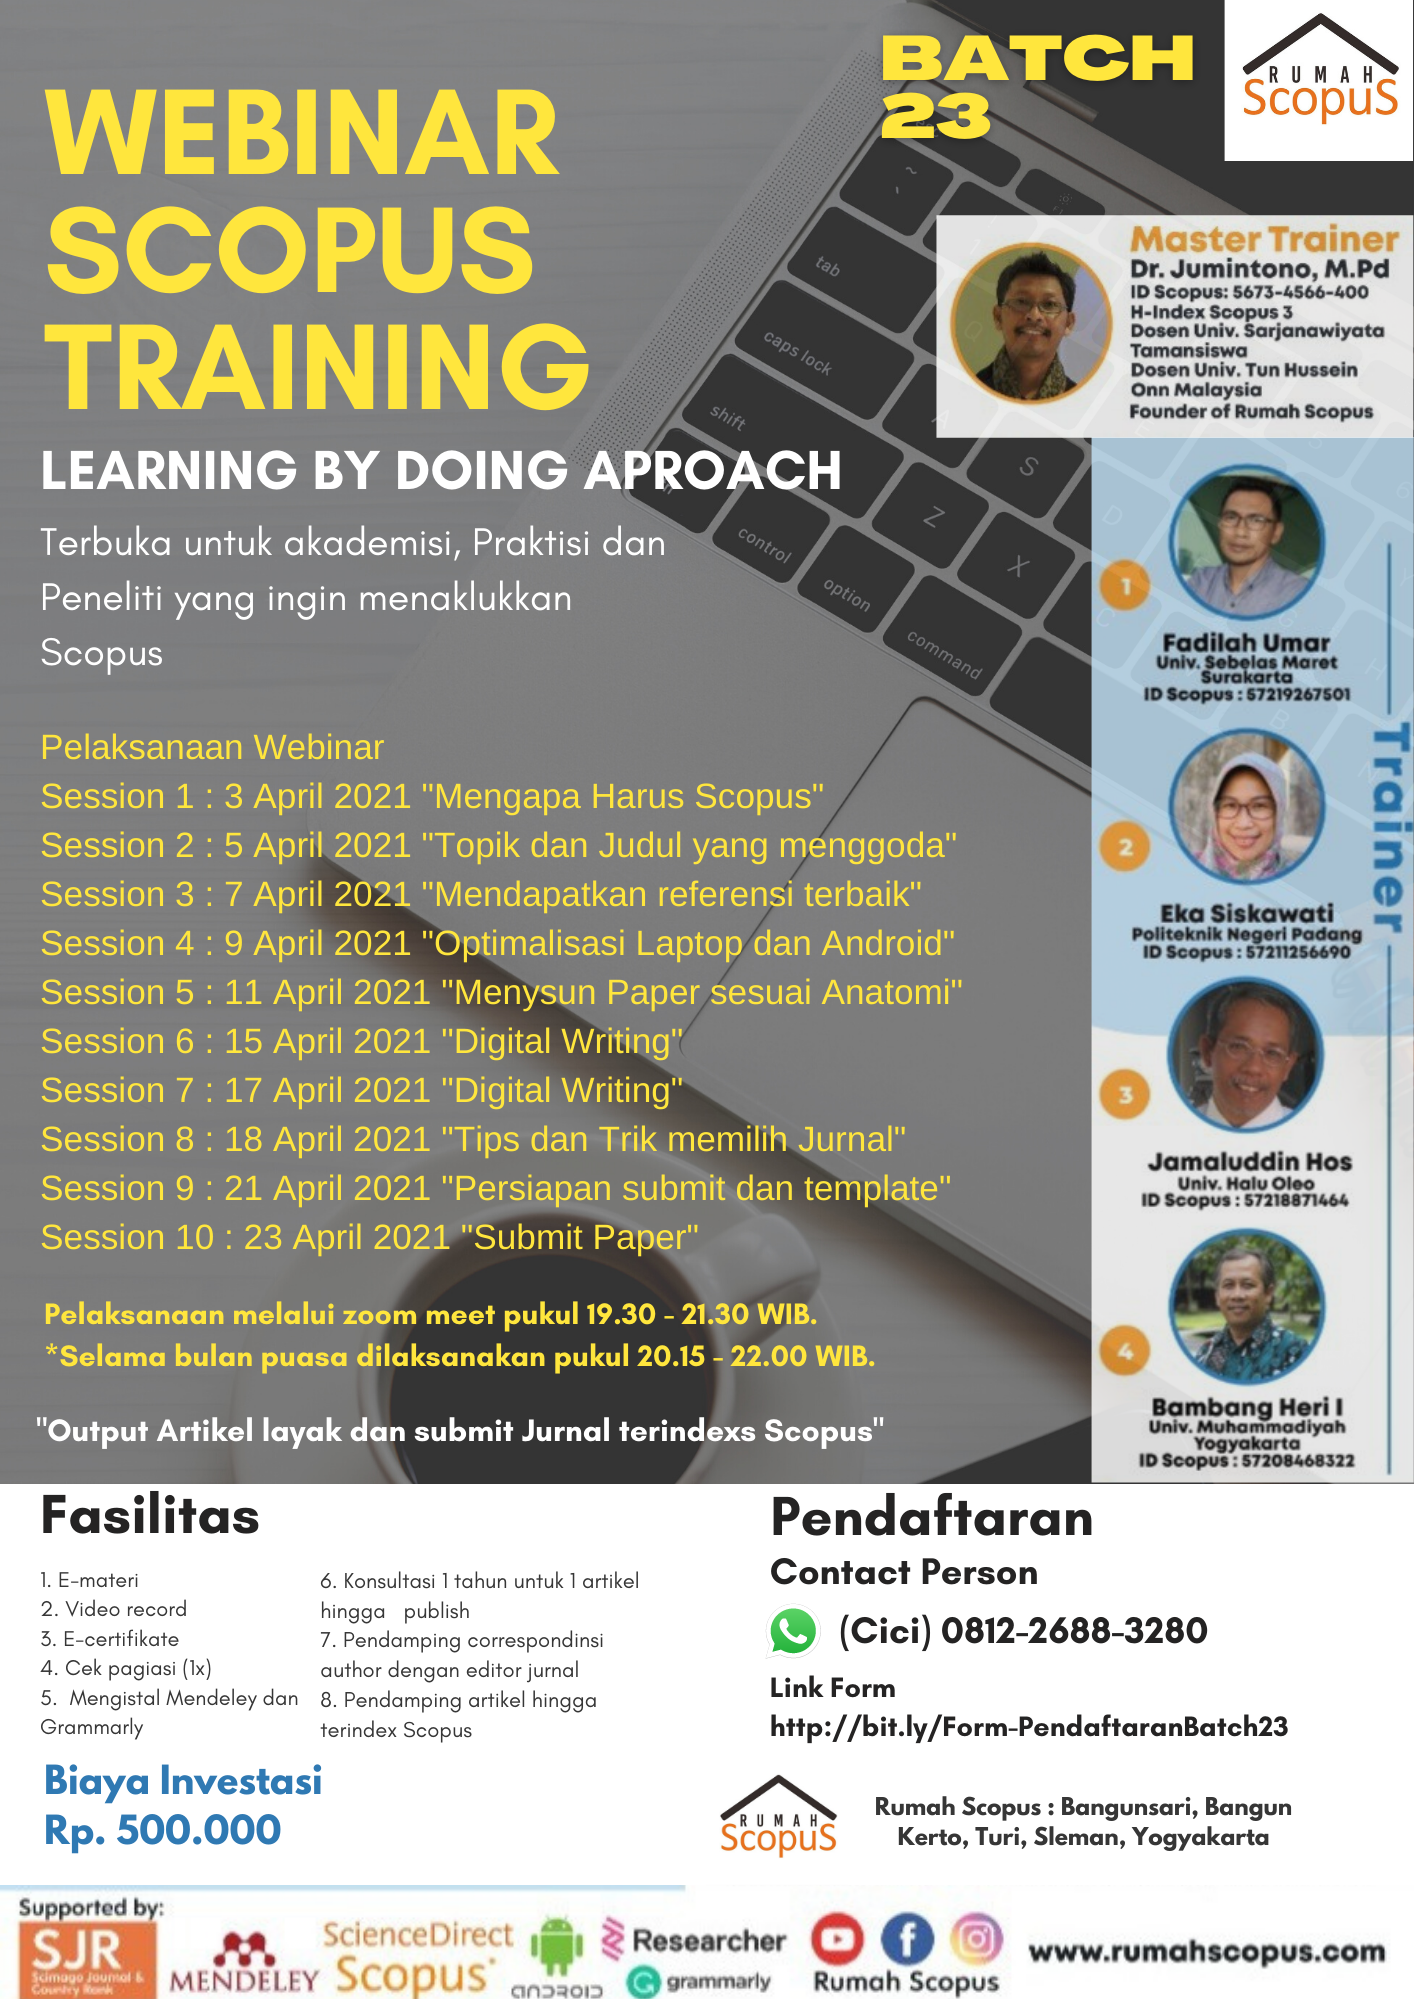 BATCH
23
RUMAH
ScopuS
WEBINAR
SCOPUS
TRAINING
LEARNING BY DOING APROACH
Terbuka untuk akademisi, Praktisi dan
Peneliti yang ingin menaklukkan
Scopus
Master Trainer
Dr. Jumintono, M.Pd
ID Scopus: 5673-4566-400
H-Index Scopus 3
Dosen Univ. Sarjanawiyata
Tamansiswa
Dosen Univ. Tun Hussein
Onn Malaysia
Founder of Rumah Scopus
Trainer
1
Fadilah Umar
Univ. Sebelas Maret
Surakarta
ID Scopus : 57219267501
2
Eka Siskawati
Politeknik Negeri Padang
ID Scopus : 57211256690
3
Jamaluddin Hos
Univ. Halu Oleo
ID Scopus : 57218871464
4
Bambang Heri I
Univ. Muhammadiyah
Yogyakarta
ID Scopus : 57208468322
tab
caps lock
shift
control
option
command
A
S
D
Z
X
C
Pelaksanaan Webinar
Session 1 : 3 April 2021 "Mengapa Harus Scopus"
Session 2 : 5 April 2021 "Topik dan Judul yang menggoda"
Session 3 : 7 April 2021 "Mendapatkan referensi terbaik"
Session 4 : 9 April 2021 "Optimalisasi Laptop dan Android"
Session 5 : 11 April 2021 "Menysun Paper sesuai Anatomi"
Session 6 : 15 April 2021 "Digital Writing"
Session 7 : 17 April 2021 "Digital Writing"
Session 8 : 18 April 2021 "Tips dan Trik memilih Jurnal"
Session 9 : 21 April 2021 "Persiapan submit dan template"
Session 10 : 23 April 2021 "Submit Paper"
Pelaksanaan melalui zoom meet pukul 19.30 - 21.30 WIB.
*Selama bulan puasa dilaksanakan pukul 20.15 - 22.00 WIB.
"Output Artikel layak dan submit Jurnal terindexs Scopus"
Fasilitas
1. E-materi
2. Video record
3. E-certifikate
4. Cek pagiasi (1x)
5. Mengistal Mendeley dan
Grammarly
6. Konsultasi 1 tahun untuk 1 artikel
hingga publish
7. Pendamping correspondinsi
author dengan editor jurnal
8. Pendamping artikel hingga
terindex Scopus
Biaya Investasi
Rp. 500.000
Pendaftaran
Contact Person
(Cici) 0812-2688-3280
Link Form
http://bit.ly/Form-PendaftaranBatch23
RUMAH
ScopuS
Rumah Scopus : Bangunsari, Bangun
Kerto, Turi, Sleman, Yogyakarta
Supported by:
SJR
Scimago Journal &
Country Rank
MENDELEY
ScienceDirect
Scopus
ANDROID
Researcher
grammarly
Rumah Scopus
www.rumahscopus.com